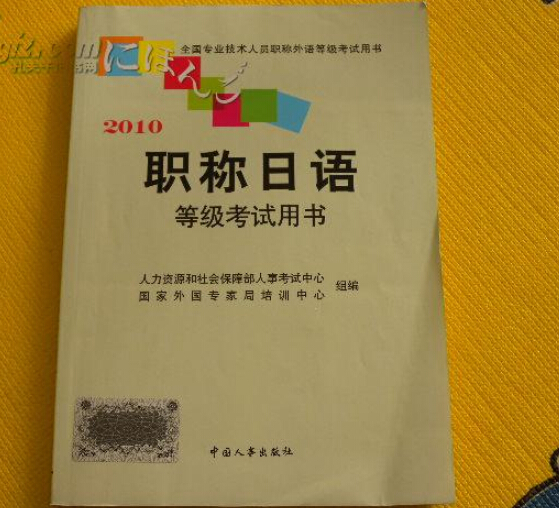 全国专业技术人员职称外语等级考试用书
にほんご
2010
职称日语
等级考试用书
人力资源和社会保障部人事考试中心
国家外国专家局培训中心
组编
中国人事出版社